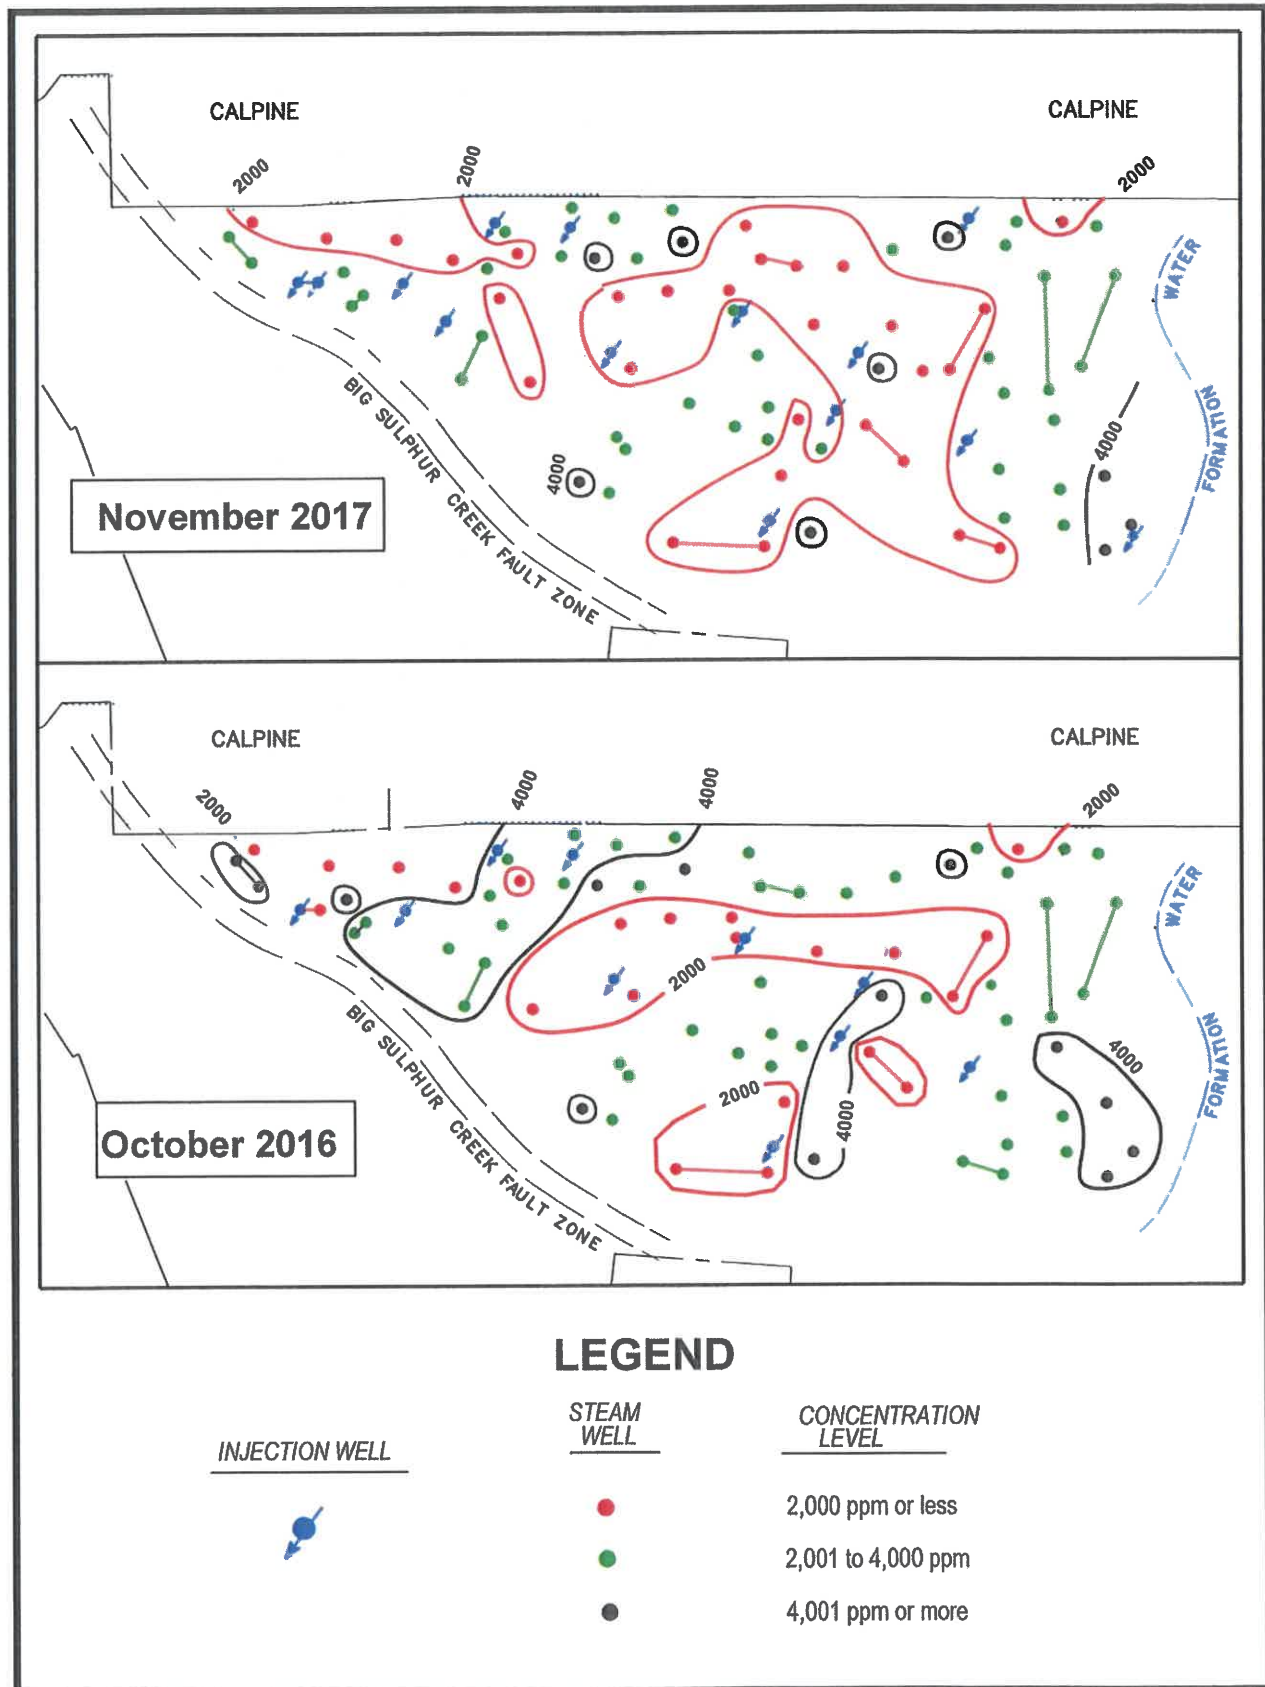 CALPINE
CALPINE
2000
2000
2000
WATER
FORMATION
BIG SULPHUR CREEK FAULT ZONE
4000
4000
November 2017
CALPINE
CALPINE
2000
4000
4000
2000
WATER
FORMATION
2000
BIG SULPHUR CREEK FAULT ZONE
4000
2000
4000
October 2016
LEGEND
INJECTION WELL
STEAM
WELL
CONCENTRATION
LEVEL
2,000 ppm or less
2,001 to 4,000 ppm
4,001 ppm or more